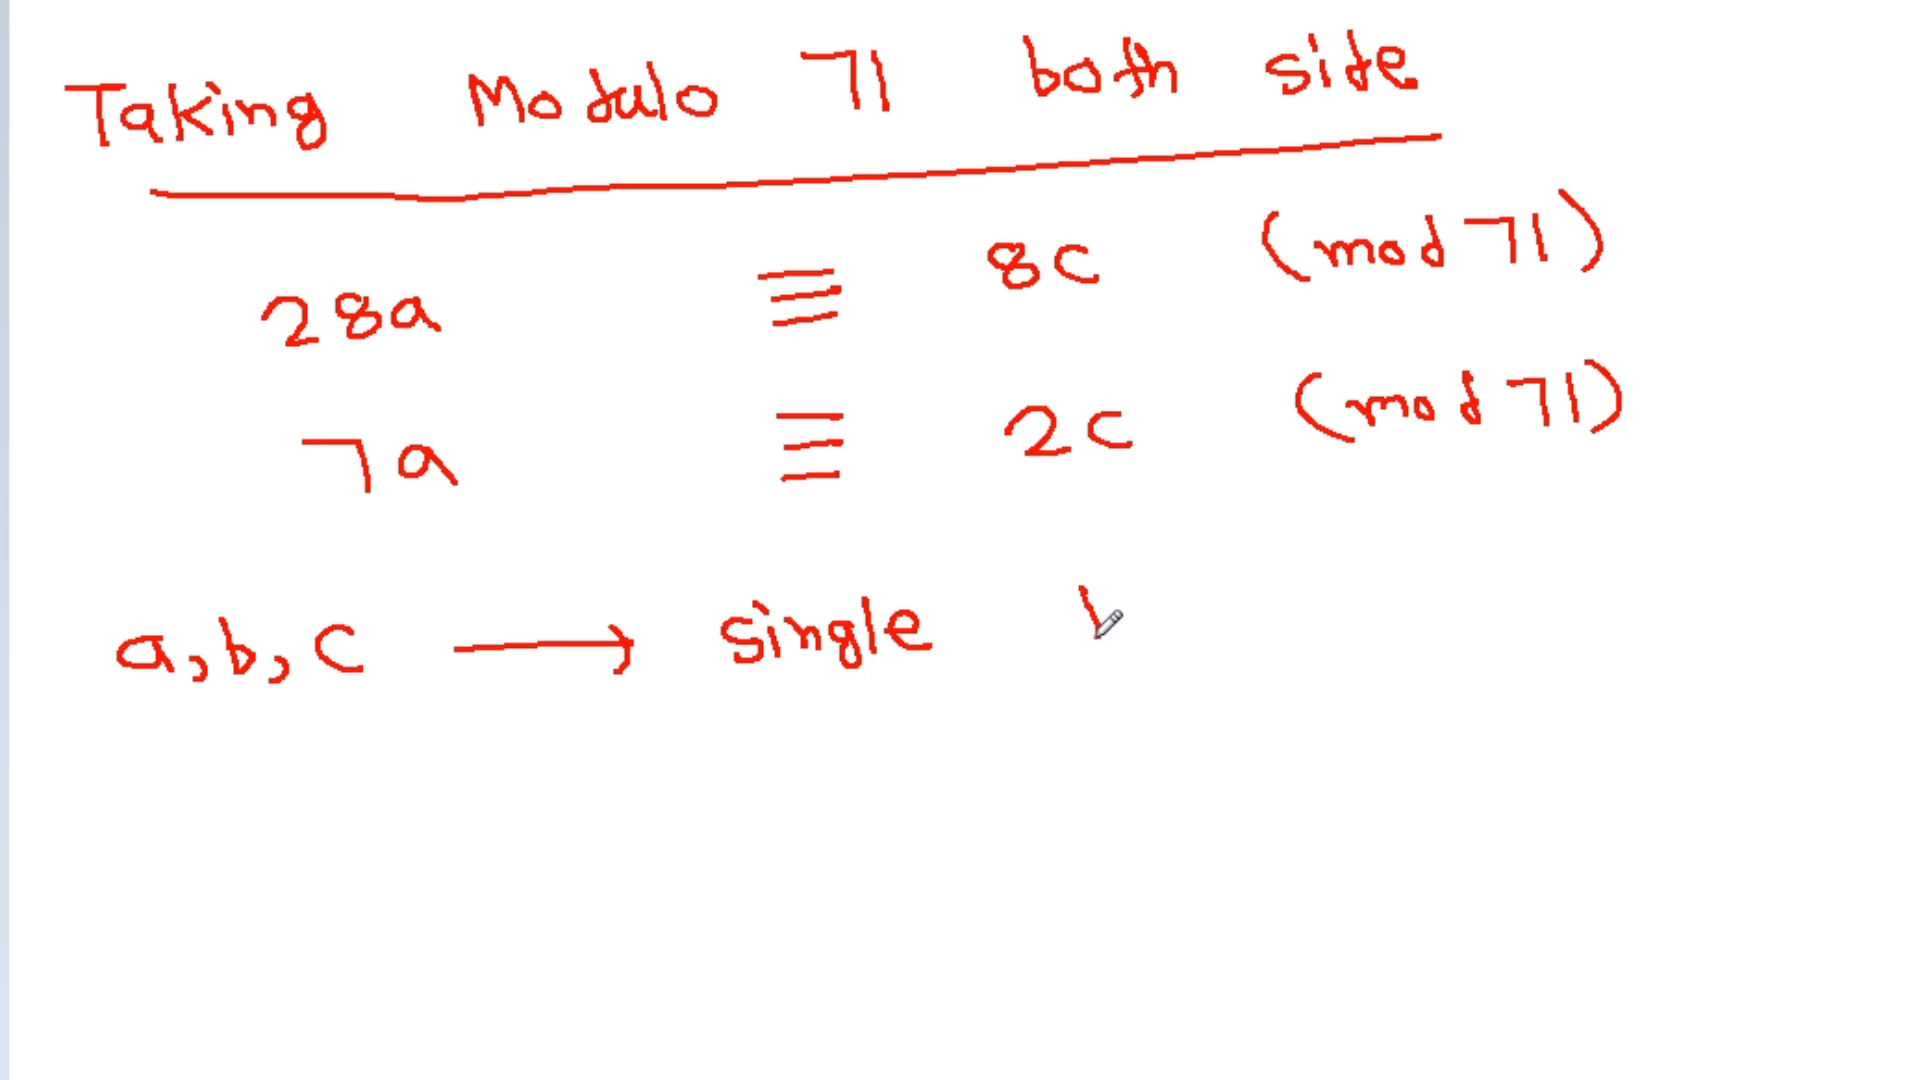 Taking Modulo 71 both side
28a ≡ 8c (mod 71)
7a ≡ 2c (mod 71)
a, b, c → single